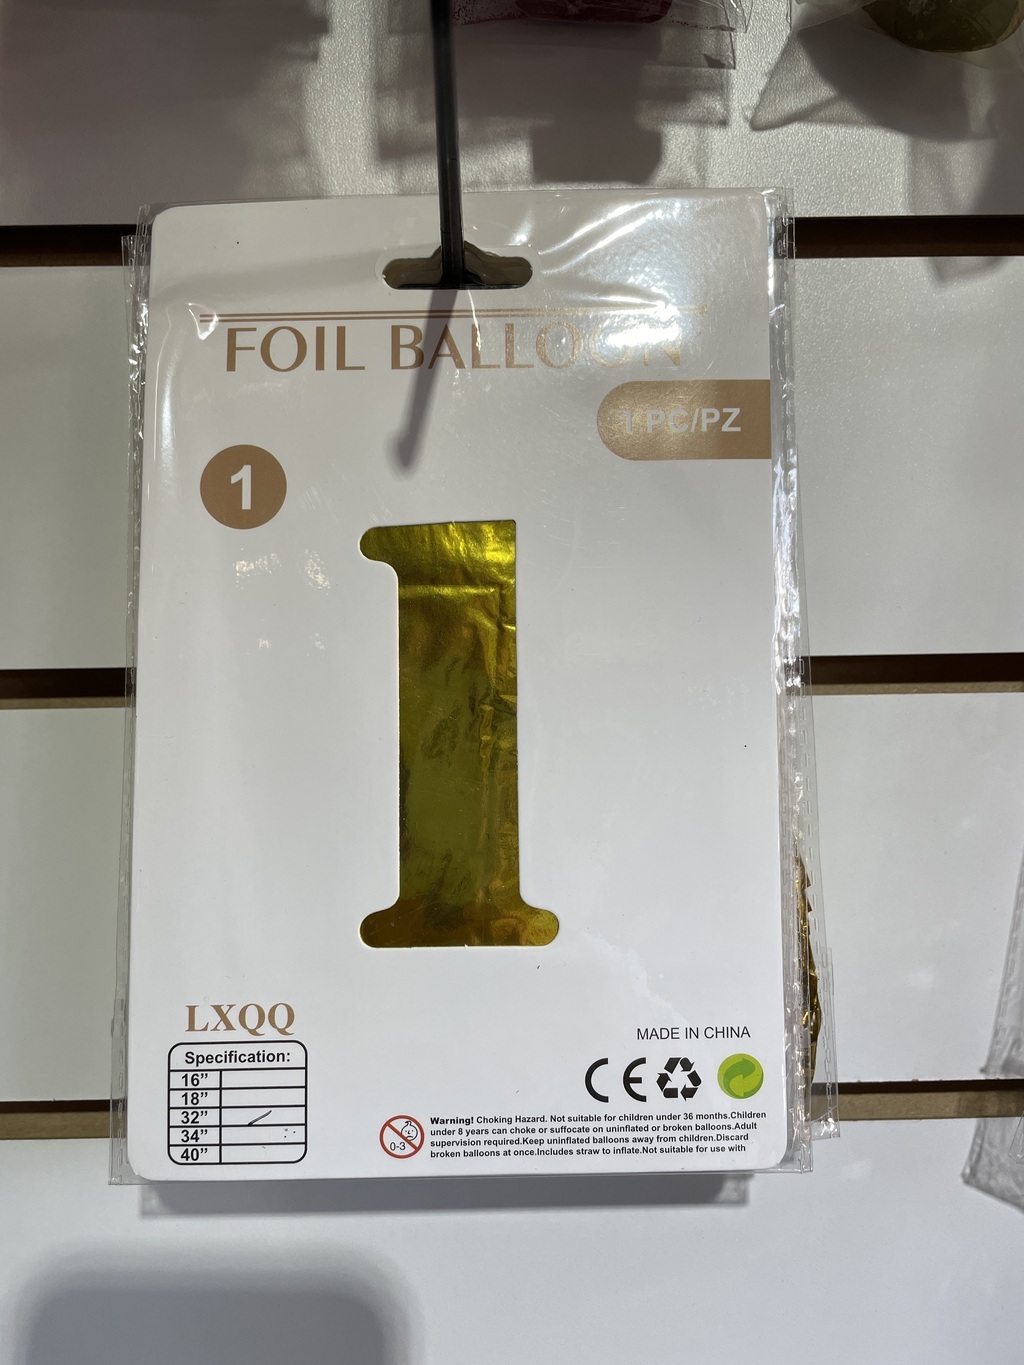 FOIL BALLOON
1 PC/PZ
1
LXQQ
Specification:
16”
18”
32”
34”
40”
MADE IN CHINA
CE
0-3
Warning! Choking Hazard. Not suitable for children under 36 months.Children
under 8 years can choke or suffocate on uninflated or broken balloons.Adult
supervision required.Keep uninflated balloons away from children.Discard
broken balloons at once.Includes straw to inflate.Not suitable for use with